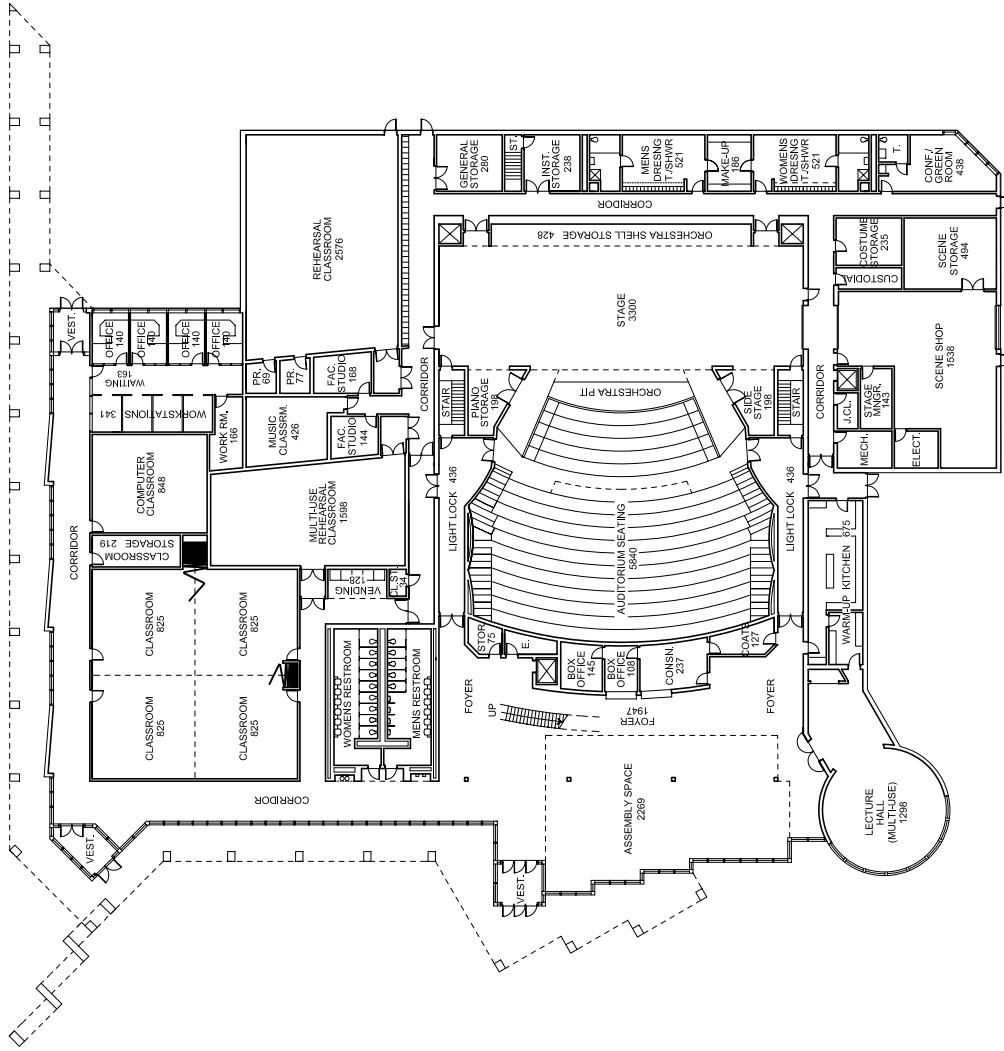 GENERAL
STORAGE
280
ST.
INST.
STORAGE
238
MENS
DRESNG
T./SHWR
521
MAKE-UP
186
WOMENS
DRESNG
T./SHWR
521
T.
CONF./
GREEN
ROOM
438
CORRIDOR
REHEARSAL
CLASSROOM
2576
ORCHESTRA SHELL STORAGE 428
COSTUME
STORAGE
235
SCENE
STORAGE
494
CUSTODIAL
STAGE
3300
SCENE SHOP
1538
VEST.
OFFICE
140
OFFICE
140
OFFICE
140
OFFICE
140
WAITING
163
PR.
69
PR.
77
FAC.
STUDIO
168
CORRIDOR
STAIR
PIANO
STORAGE
198
ORCHESTRA PIT
SIDE
STAGE
198
STAIR
CORRIDOR
J.CL.
STAGE
MNGR.
143
WORKSTATIONS 341
WORK RM.
166
MUSIC
CLASSRM.
426
FAC.
STUDIO
144
MECH.
ELECT.
COMPUTER
CLASSROOM
848
MULTI-USE
REHEARSAL
CLASSROOM
1598
LIGHT LOCK 436
AUDITORIUM SEATING
5840
LIGHT LOCK 436
WARM-UP KITCHEN 675
CORRIDOR
CLASSROOM
STORAGE 219
VENDING
128
CL.ST.
34
CLASSROOM
825
CLASSROOM
825
CLASSROOM
825
CLASSROOM
825
WOMENS RESTROOM
MENS RESTROOM
STOR
75
E.
BOX
OFFICE
145
BOX
OFFICE
108
CONSN.
237
COATS
127
FOYER
UP
FOYER
1947
FOYER
CORRIDOR
ASSEMBLY SPACE
2269
LECTURE
HALL
(MULTI-USE)
1298
VEST.
VEST.